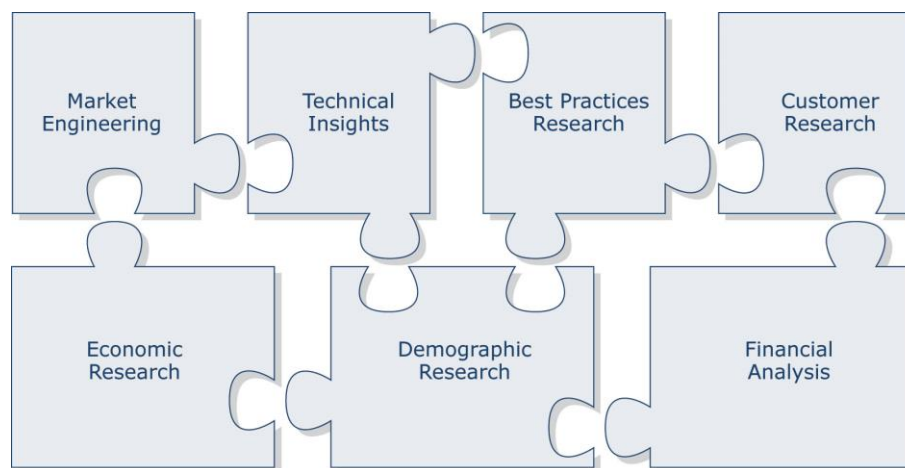 Market
Engineering
Technical
Insights
Best Practices
Research
Customer
Research
Economic
Research
Demographic
Research
Financial
Analysis